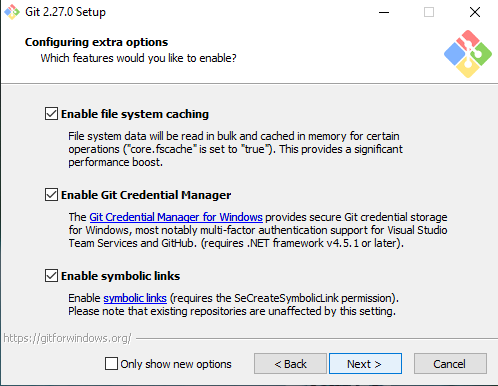 Git 2.27.0 Setup
Configuring extra options
Which features would you like to enable?
Enable file system caching
File system data will be read in bulk and cached in memory for certain
operations ("core.fscache" is set to "true"). This provides a significant
performance boost.
Enable Git Credential Manager
The Git Credential Manager for Windows provides secure Git credential storage
for Windows, most notably multi-factor authentication support for Visual Studio
Team Services and GitHub. (requires .NET framework v4.5.1 or later).
Enable symbolic links
Enable symbolic links (requires the SeCreateSymbolicLink permission).
Please note that existing repositories are unaffected by this setting.
https://gitforwindows.org/
Only show new options
< Back
Next >
Cancel